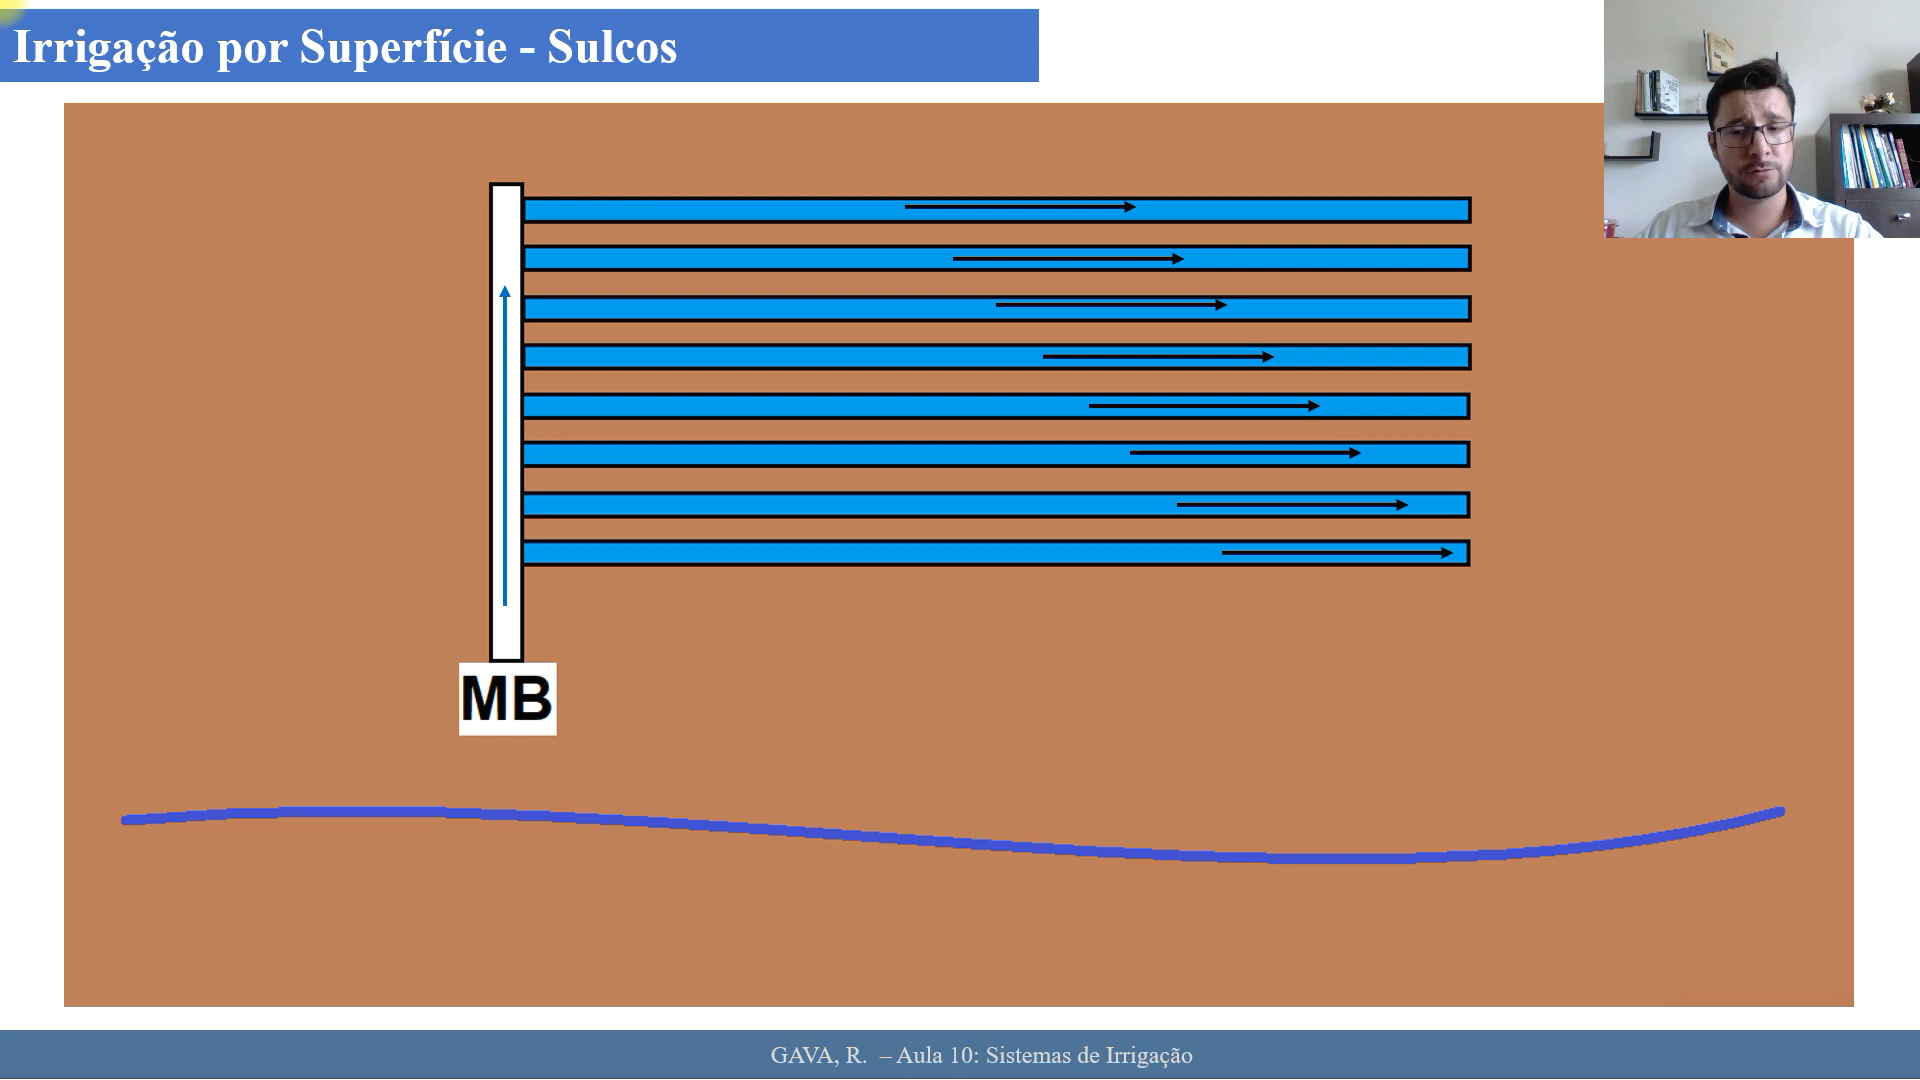 Irrigação por Superfície - Sulcos
MB
GAVA, R. – Aula 10: Sistemas de Irrigação